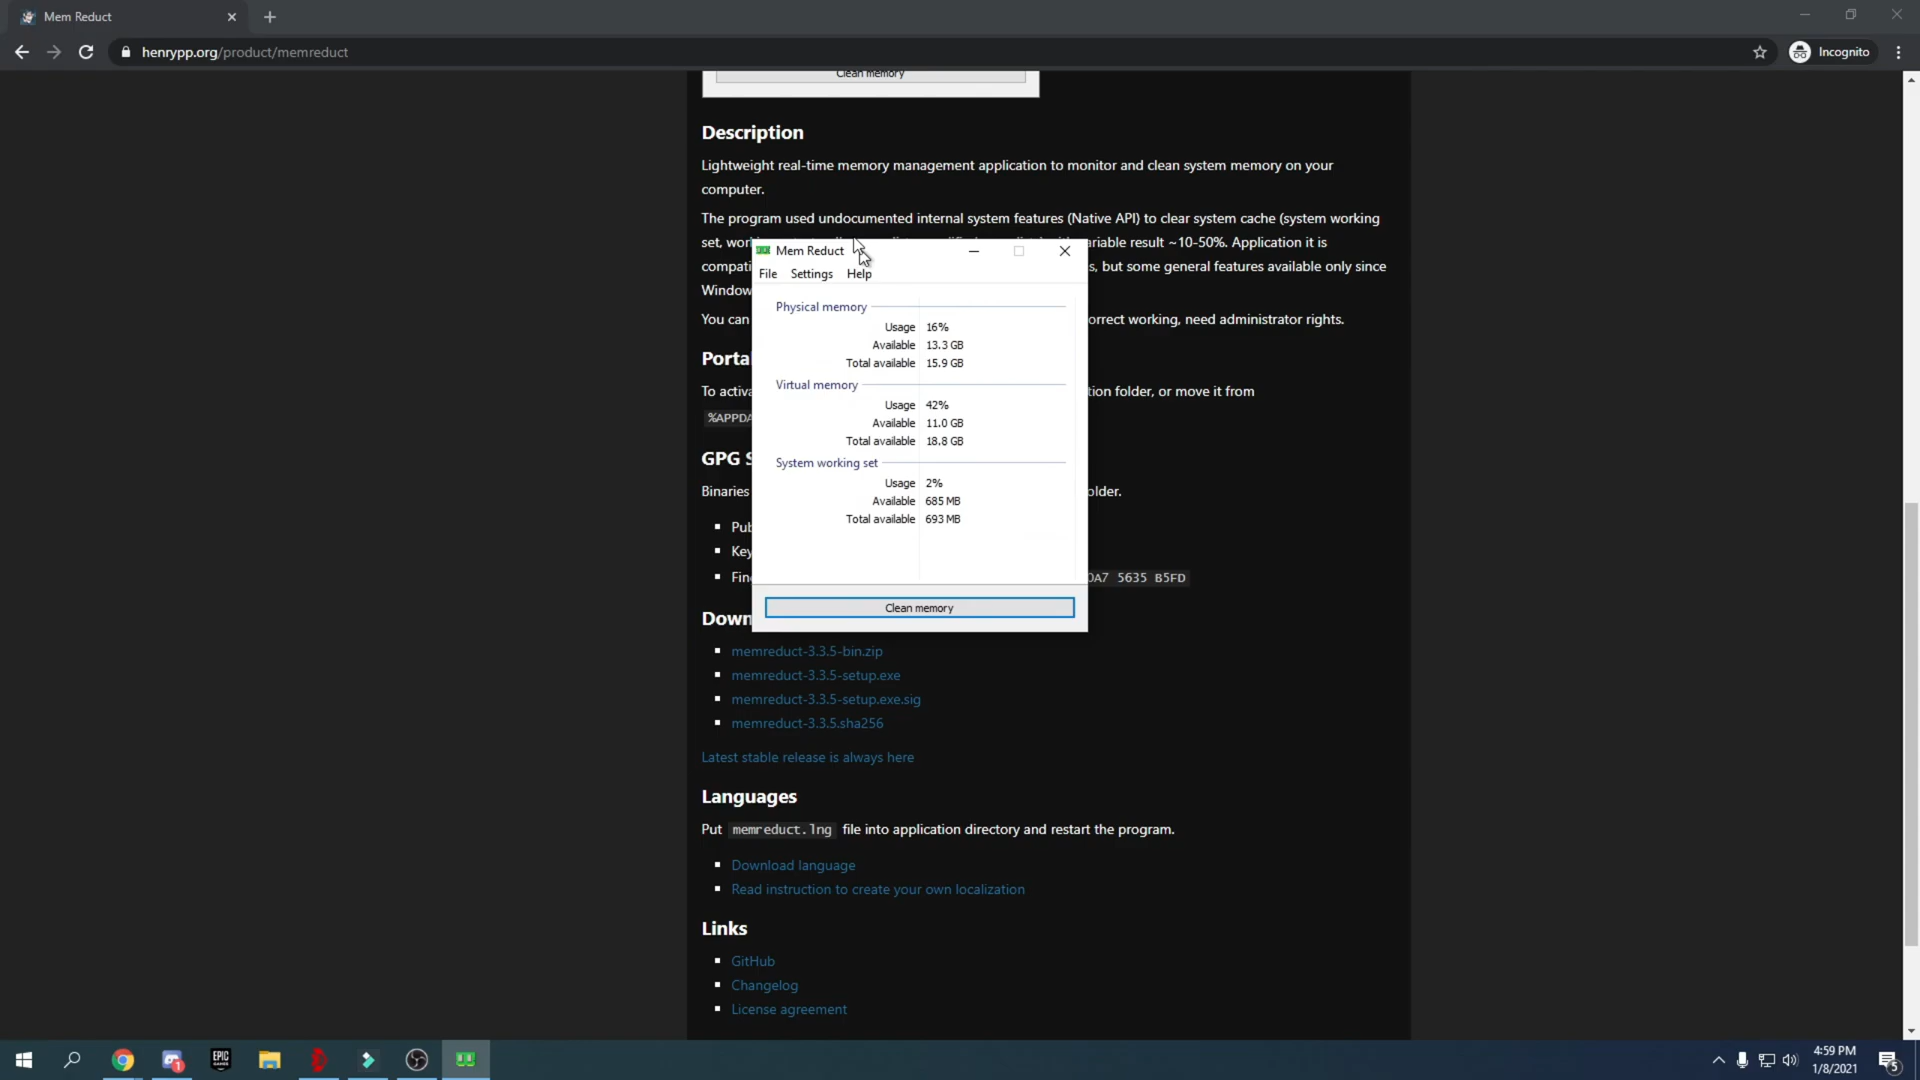 Mem Reduct
henrypp.org/product/memreduct
Incognito
Clean memory
Description
Lightweight real-time memory management application to monitor and clean system memory on your
computer.
The program used undocumented internal system features (Native API) to clear system cache (system working
set, ariable result ~10-50%. Application it is
compati s, but some general features available only since
Window
You can orrect working, need administrator rights.
Porta
To activa tion folder, or move it from
%APPDA
GPG S
Binaries older.
Pub
Key
Fin 0A7 5635 B5FD
Down
Mem Reduct
File Settings Help
Physical memory
Usage 16%
Available 13.3 GB
Total available 15.9 GB
Virtual memory
Usage 42%
Available 11.0 GB
Total available 18.8 GB
System working set
Usage 2%
Available 685 MB
Total available 693 MB
Clean memory
memreduct-3.3.5-bin.zip
memreduct-3.3.5-setup.exe
memreduct-3.3.5-setup.exe.sig
memreduct-3.3.5.sha256
Latest stable release is always here
Languages
Put memreduct.lng file into application directory and restart the program.
Download language
Read instruction to create your own localization
Links
GitHub
Changelog
License agreement
EPIC
GAMES
1
4:59 PM
1/8/2021
5